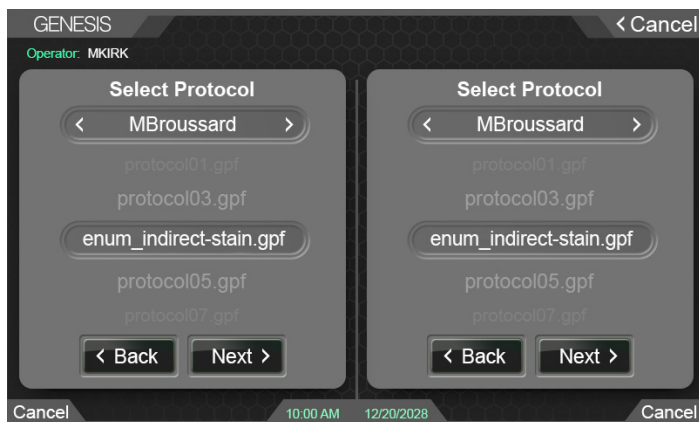 GENESIS
< Cancel
Operator: MKIRK
Select Protocol
< MBroussard >
protocol01.gpf
protocol03.gpf
enum_indirect-stain.gpf
protocol05.gpf
protocol07.gpf
< Back Next >
Select Protocol
< MBroussard >
protocol01.gpf
protocol03.gpf
enum_indirect-stain.gpf
protocol05.gpf
protocol07.gpf
< Back Next >
Cancel 10:00 AM 12/20/2028 Cancel